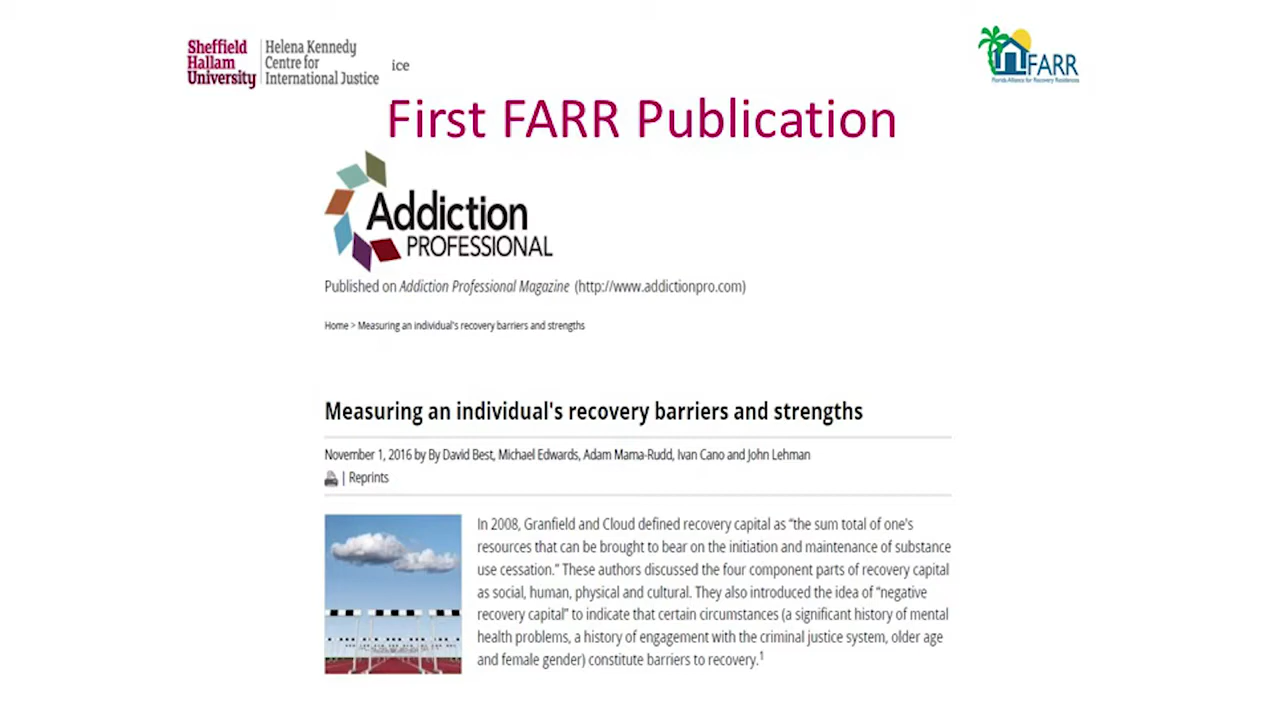 Sheffield
Hallam
University
Helena Kennedy
Centre for
International Justice
ice
FARR
Florida Alliance for Recovery Residences
First FARR Publication
Addiction
PROFESSIONAL
Published on Addiction Professional Magazine (http://www.addictionpro.com)
Home > Measuring an individual's recovery barriers and strengths
Measuring an individual's recovery barriers and strengths
November 1, 2016 by By David Best, Michael Edwards, Adam Mama-Rudd, Ivan Cano and John Lehman
| Reprints
In 2008, Granfield and Cloud defined recovery capital as “the sum total of one's
resources that can be brought to bear on the initiation and maintenance of substance
use cessation.” These authors discussed the four component parts of recovery capital
as social, human, physical and cultural. They also introduced the idea of “negative
recovery capital” to indicate that certain circumstances (a significant history of mental
health problems, a history of engagement with the criminal justice system, older age
and female gender) constitute barriers to recovery.1